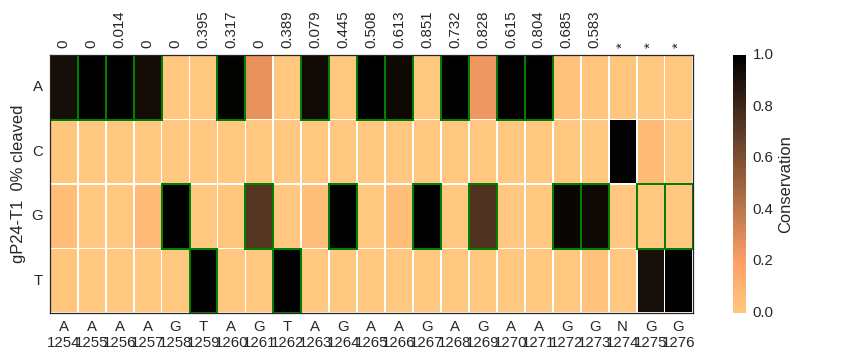 0 0 0.014 0 0 0.395 0.317 0 0.389 0.079 0.445 0.508 0.613 0.851 0.732 0.828 0.615 0.804 0.685 0.583 * * *
A
C
G
T
gP24-T1 0% cleaved
A A A A G T A G T A G A A G A G A A G G N G G
1254 1255 1256 1257 1258 1259 1260 1261 1262 1263 1264 1265 1266 1267 1268 1269 1270 1271 1272 1273 1274 1275 1276
1.0
0.8
0.6
0.4
0.2
0.0
Conservation